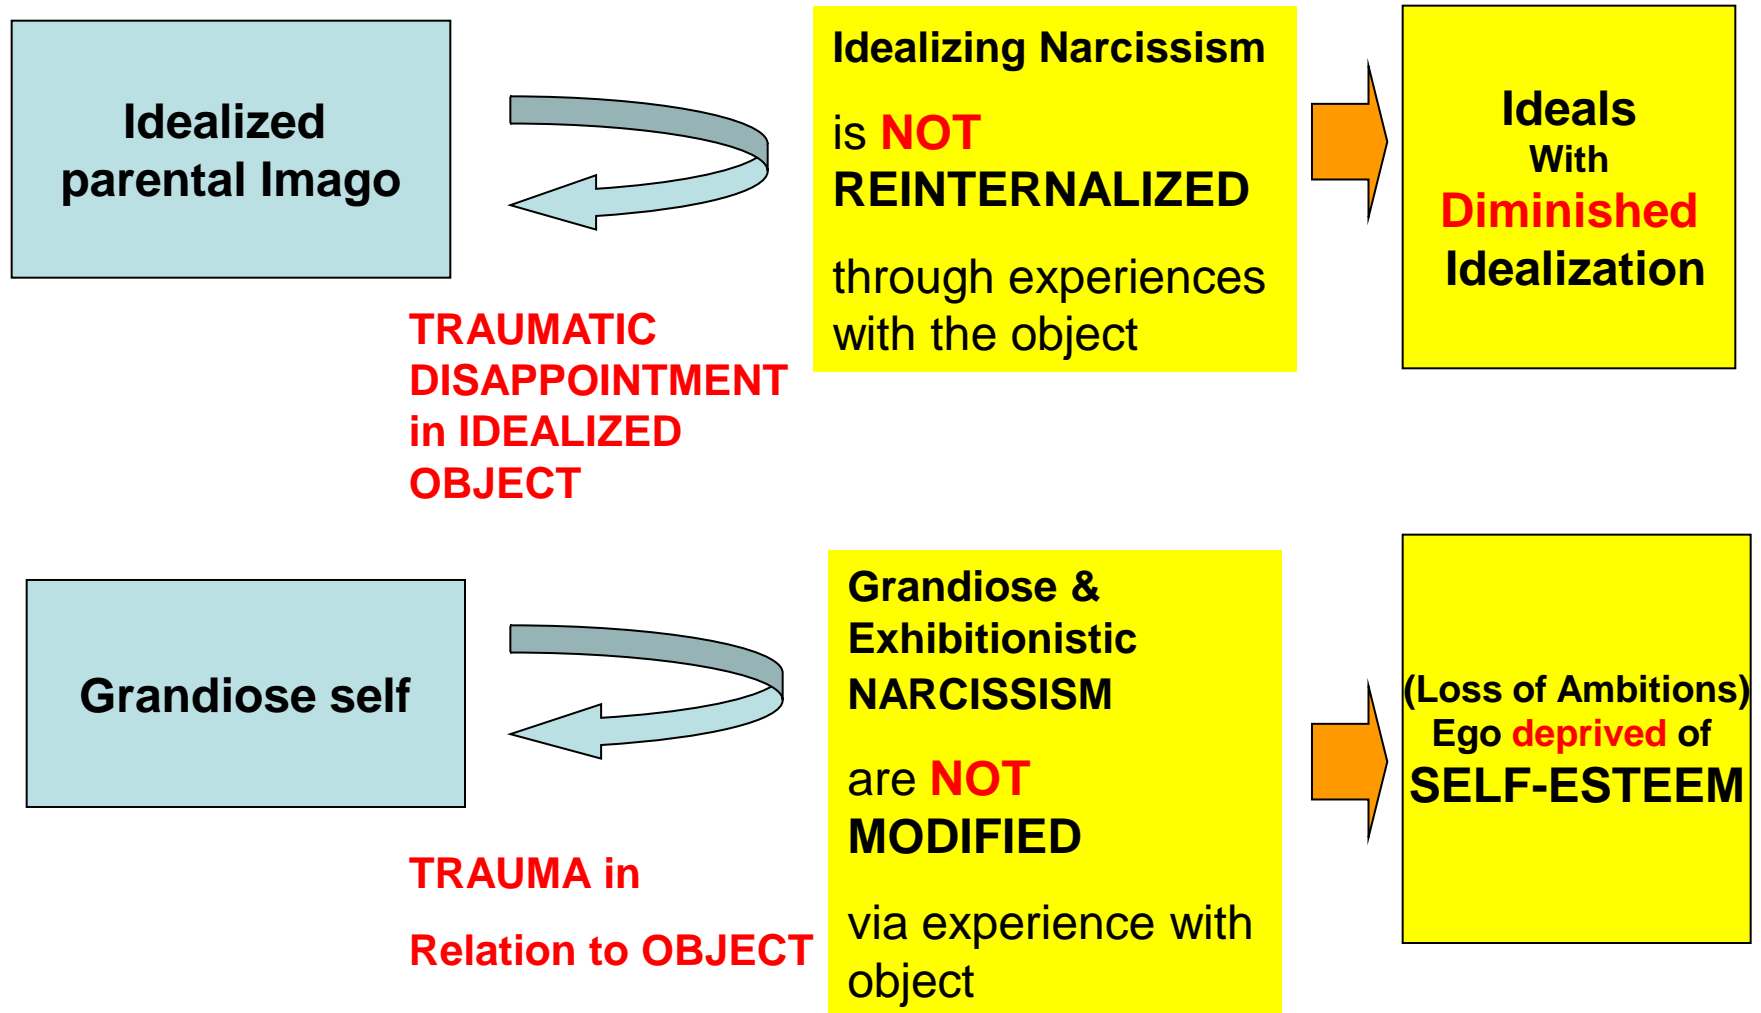 Idealized
parental Imago
TRAUMATIC
DISAPPOINTMENT
in IDEALIZED
OBJECT
Idealizing Narcissism
is NOT
REINTERNALIZED
through experiences
with the object
Ideals
With
Diminished
Idealization
Grandiose self
TRAUMA in
Relation to OBJECT
Grandiose &
Exhibitionistic
NARCISSISM
are NOT
MODIFIED
via experience with
object
(Loss of Ambitions)
Ego deprived of
SELF-ESTEEM